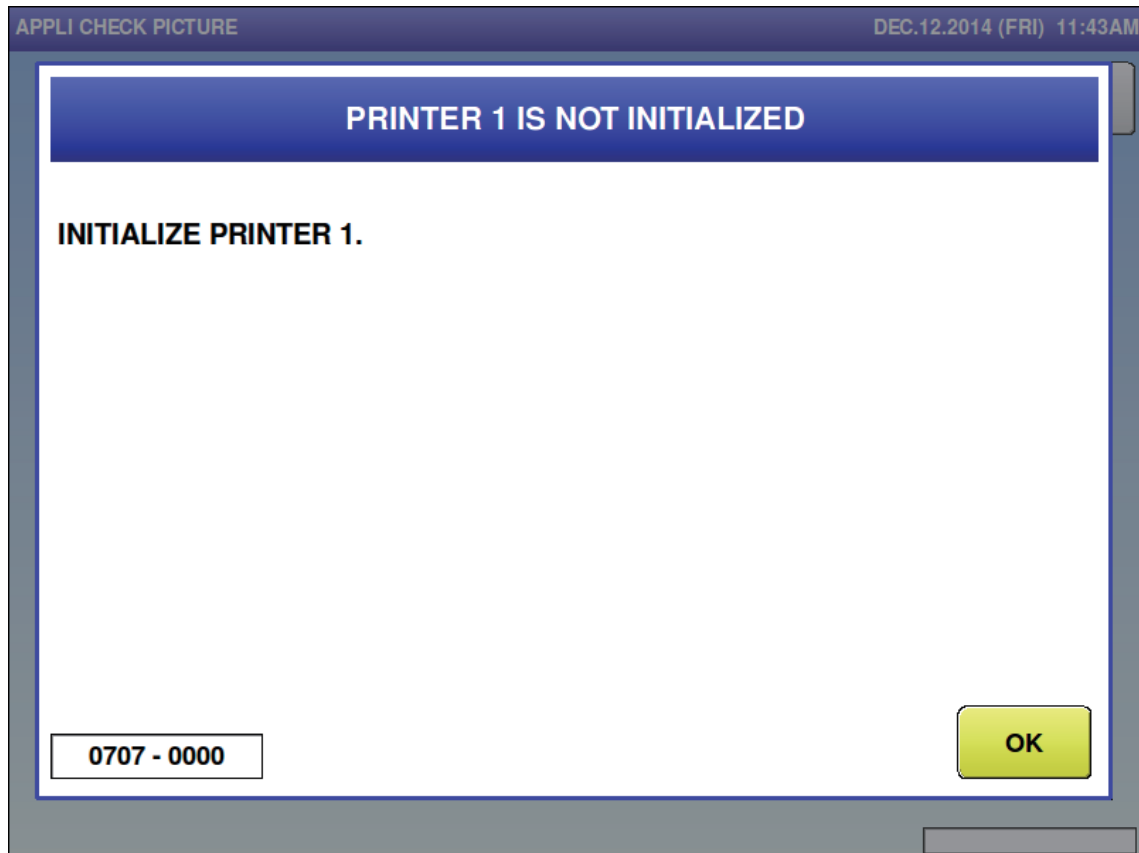 APPLI CHECK PICTURE DEC.12.2014 (FRI) 11:43AM
PRINTER 1 IS NOT INITIALIZED
INITIALIZE PRINTER 1.
0707 - 0000
OK